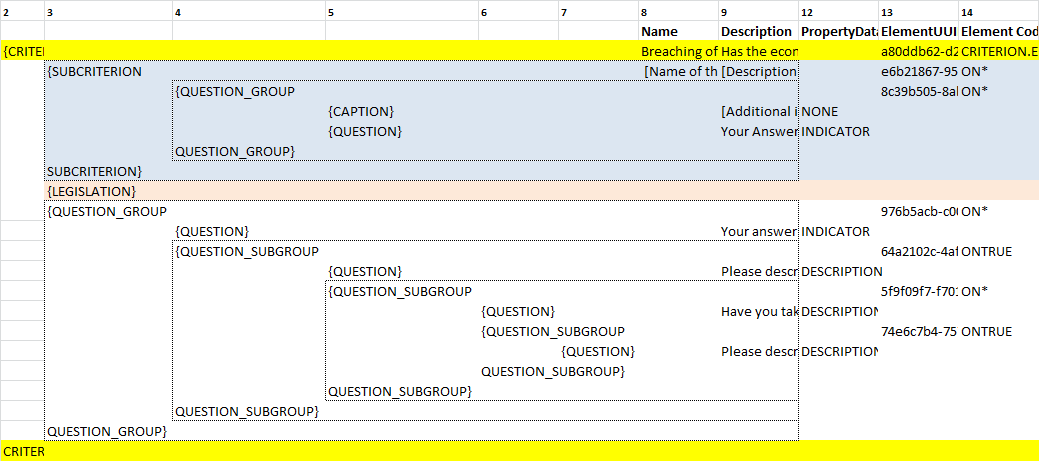 2 3 4 5 6 7 8 9 12 13 14
Name Description PropertyData ElementUUI Element Cod
{CRITEI Breaching of Has the econ a80ddb62-d2 CRITERION.E
{SUBCRITERION [Name of th [Description e6b21867-95 ON*
{QUESTION_GROUP 8c39b505-8al ON*
{CAPTION} [Additional i NONE
{QUESTION} Your Answer INDICATOR
QUESTION_GROUP}
SUBCRITERION}
{LEGISLATION}
{QUESTION_GROUP 976b5acb-c0 ON*
{QUESTION} Your answer INDICATOR
{QUESTION_SUBGROUP 64a2102c-4af ONTRUE
{QUESTION} Please descr DESCRIPTION
{QUESTION_SUBGROUP 5f9f09f7-f70 ON*
{QUESTION} Have you tak DESCRIPTION
{QUESTION_SUBGROUP 74e6c7b4-75 ONTRUE
{QUESTION} Please descr DESCRIPTION
QUESTION_SUBGROUP}
QUESTION_SUBGROUP}
QUESTION_SUBGROUP}
QUESTION_GROUP}
CRITER